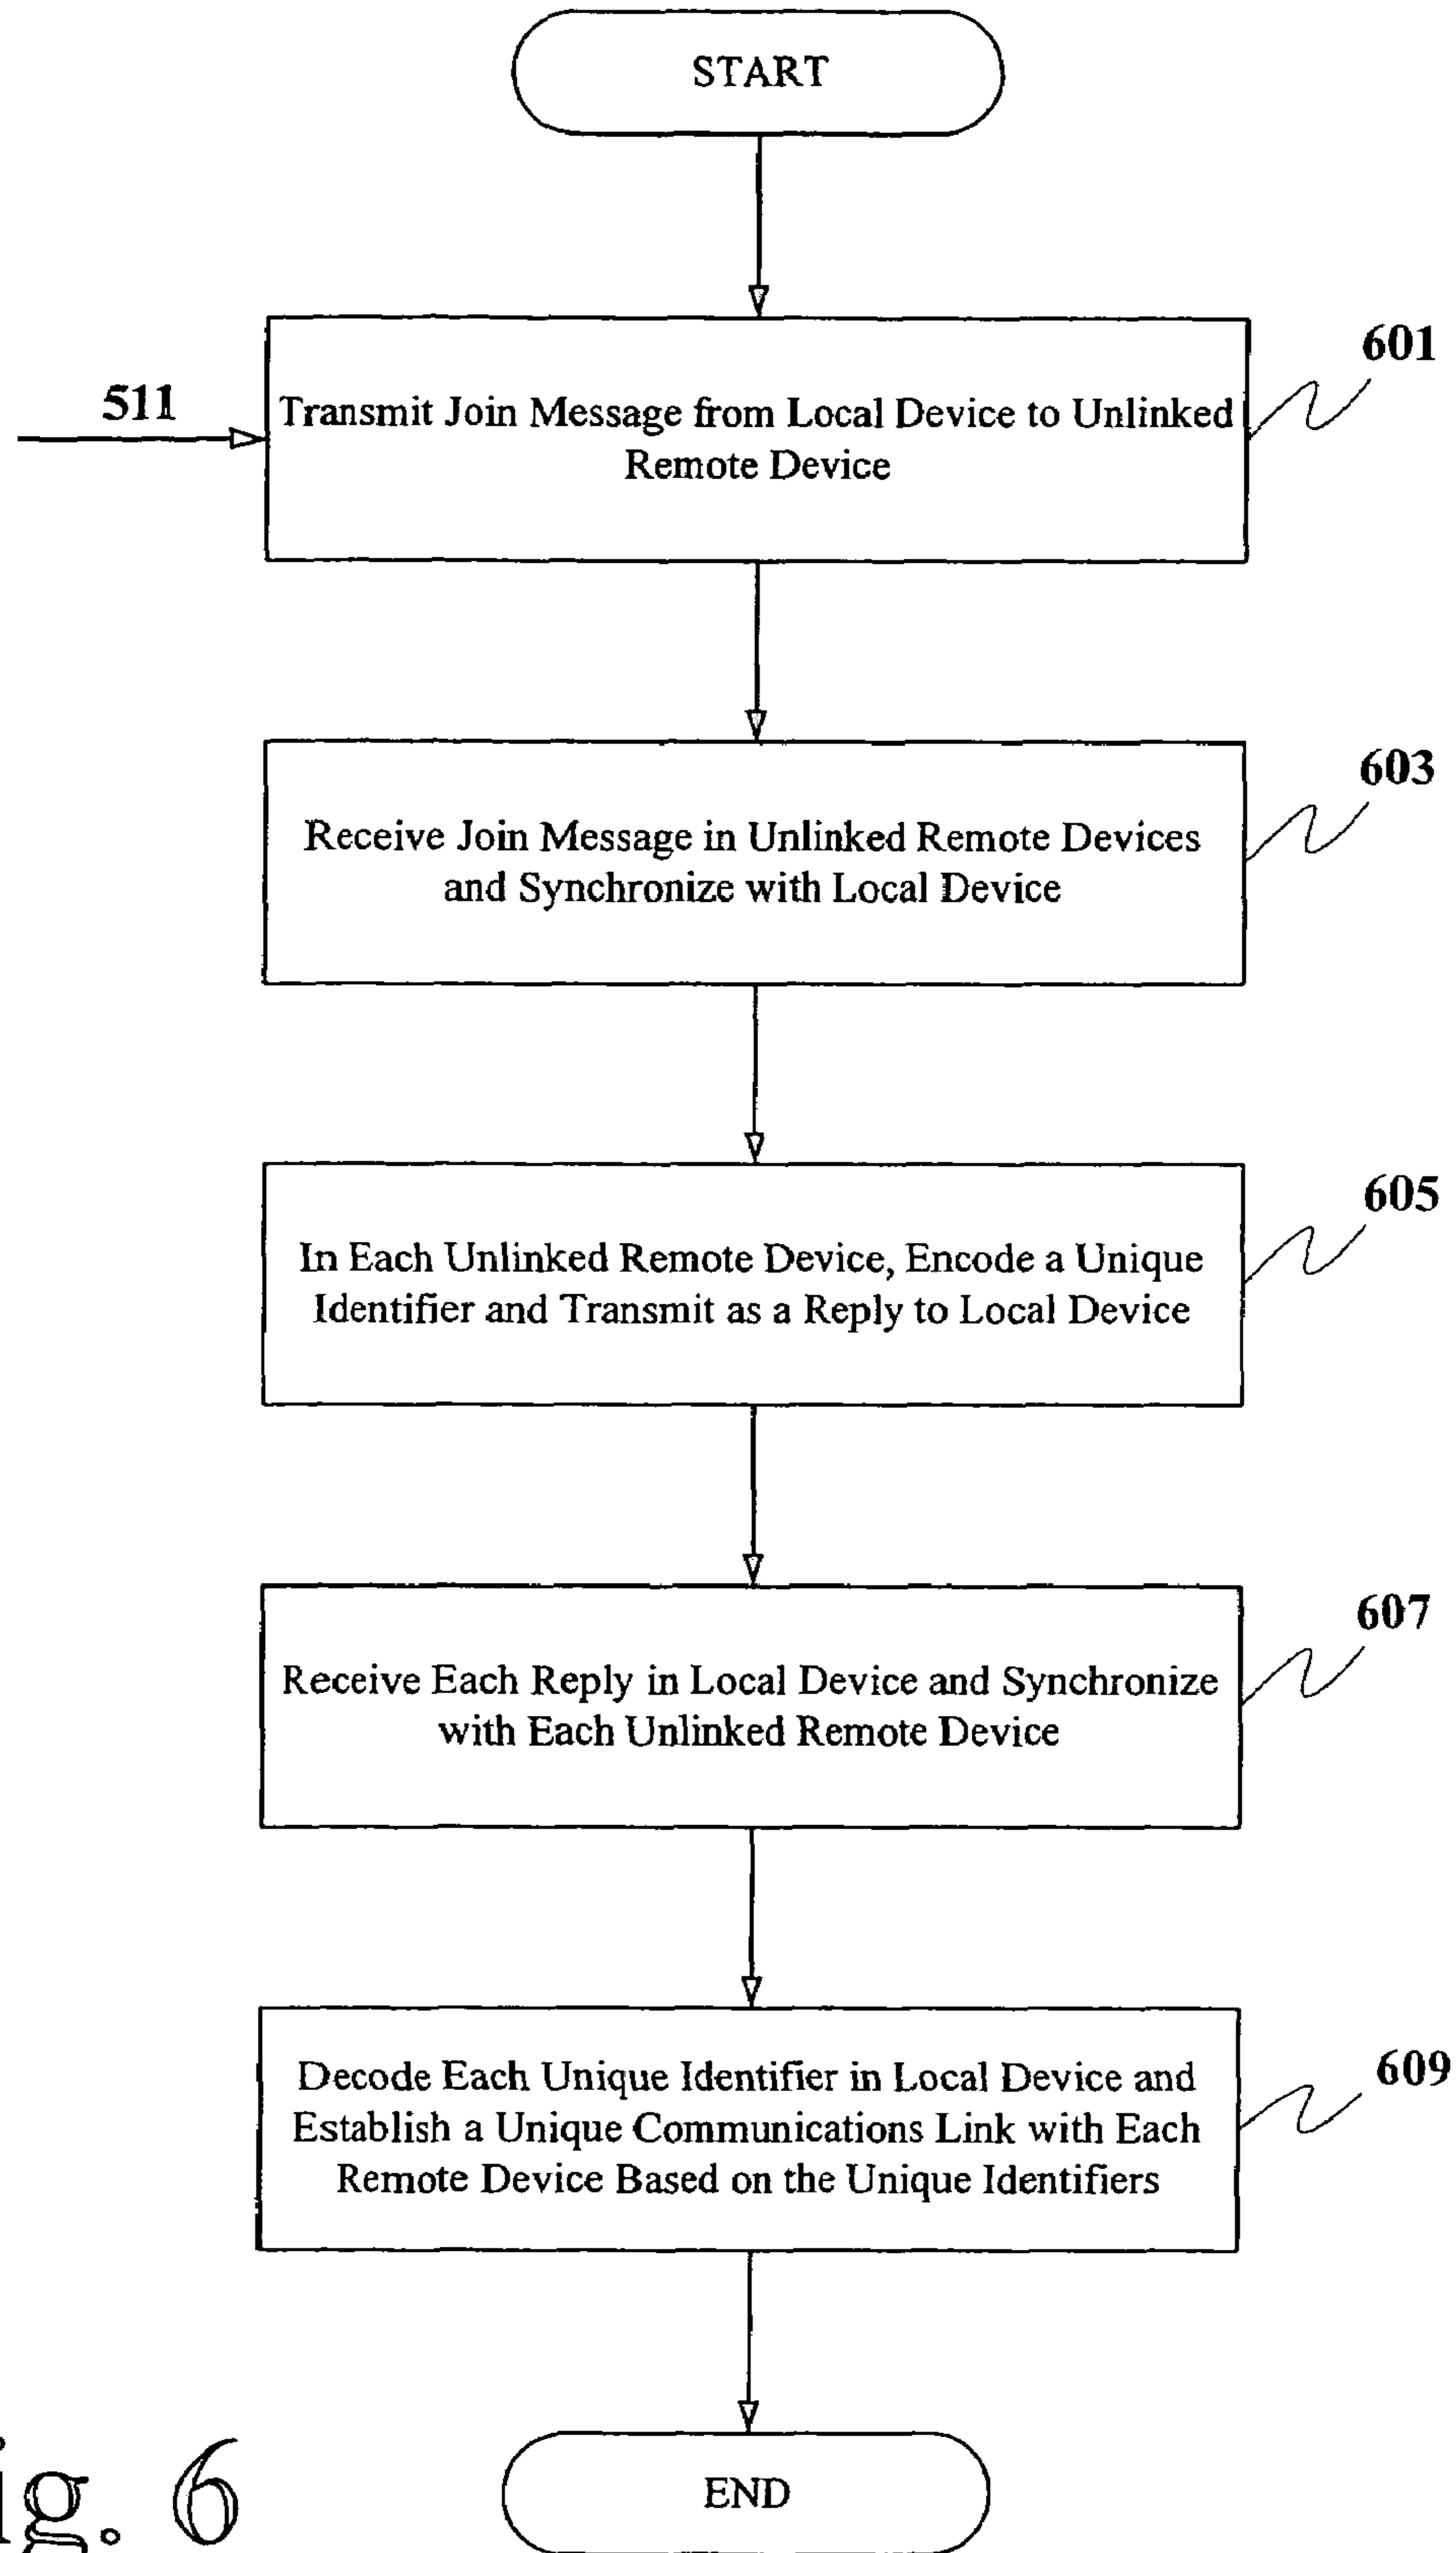 START
601
511
Transmit Join Message from Local Device to Unlinked
Remote Device
603
Receive Join Message in Unlinked Remote Devices
and Synchronize with Local Device
605
In Each Unlinked Remote Device, Encode a Unique
Identifier and Transmit as a Reply to Local Device
607
Receive Each Reply in Local Device and Synchronize
with Each Unlinked Remote Device
609
Decode Each Unique Identifier in Local Device and
Establish a Unique Communications Link with Each
Remote Device Based on the Unique Identifiers
ig. 6
END